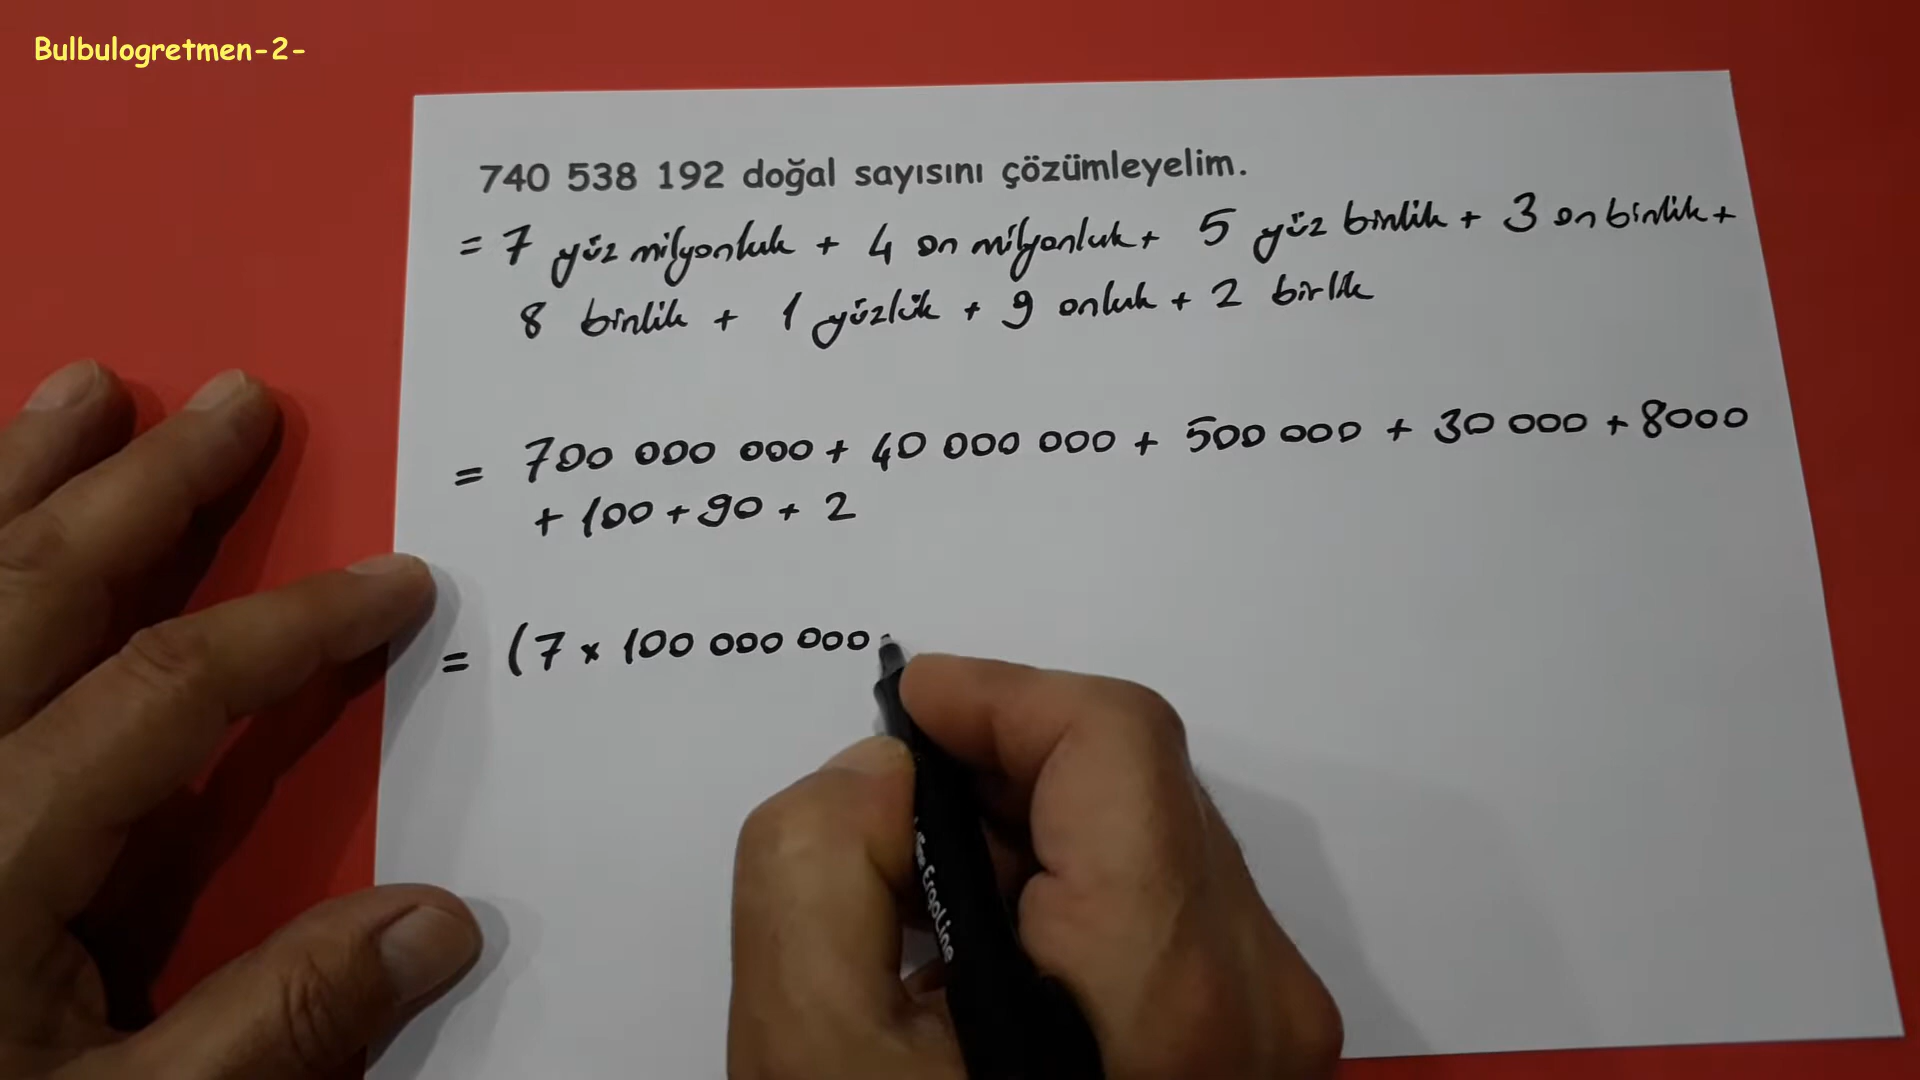 Bulbulogretmen-2-
740 538 192 doğal sayısını çözümleyelim.
= 7 yüz milyonluk + 4 on milyonluk + 5 yüz binlik + 3 on binlik +
8 binlik + 1 yüzlük + 9 onluk + 2 birlik
= 700 000 000 + 40 000 000 + 500 000 + 30 000 + 8000
+ 100 + 90 + 2
= (7 x 100 000 000
ErgoLine